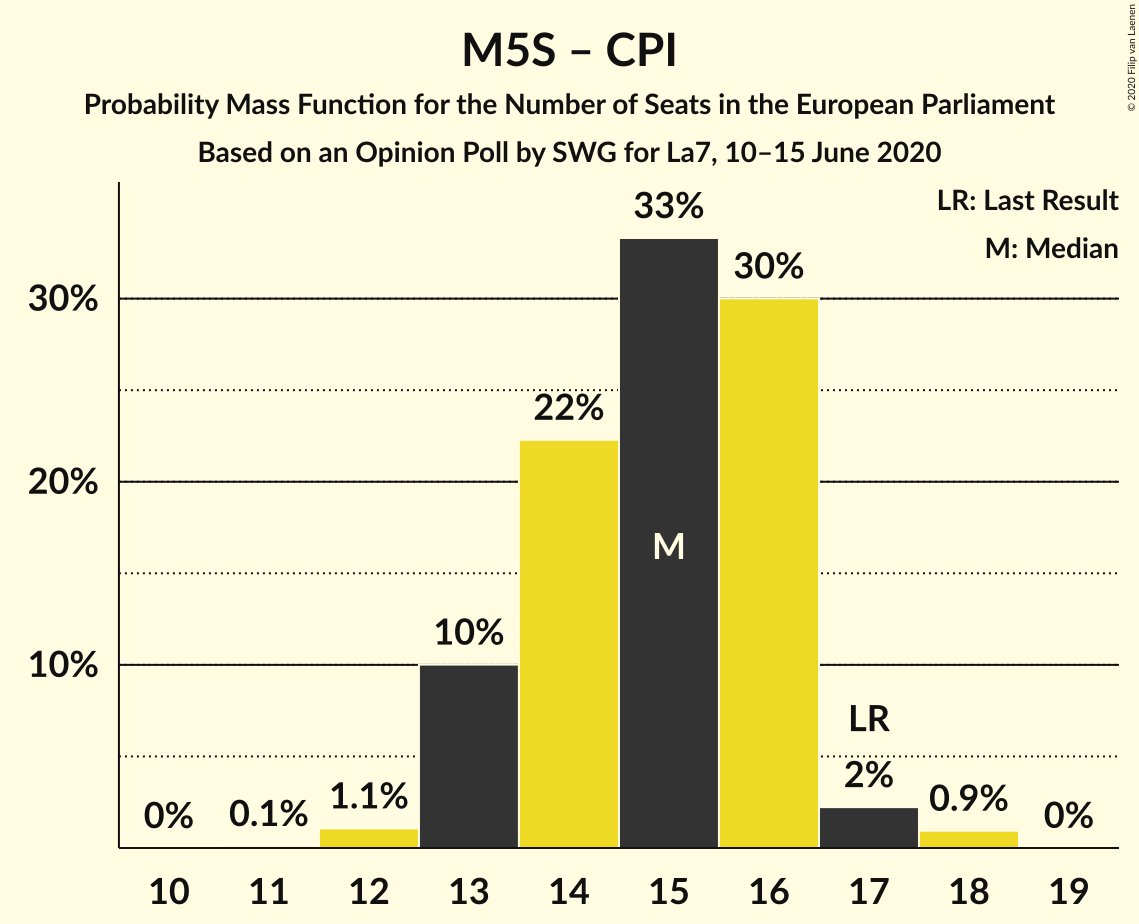 M5S – CPI
Probability Mass Function for the Number of Seats in the European Parliament
Based on an Opinion Poll by SWG for La7, 10–15 June 2020
© 2020 Filip van Laenen
LR: Last Result
M: Median
30%
20%
10%
0%
0.1%
1.1%
10%
22%
33%
M
30%
LR
2%
0.9%
0%
10 11 12 13 14 15 16 17 18 19